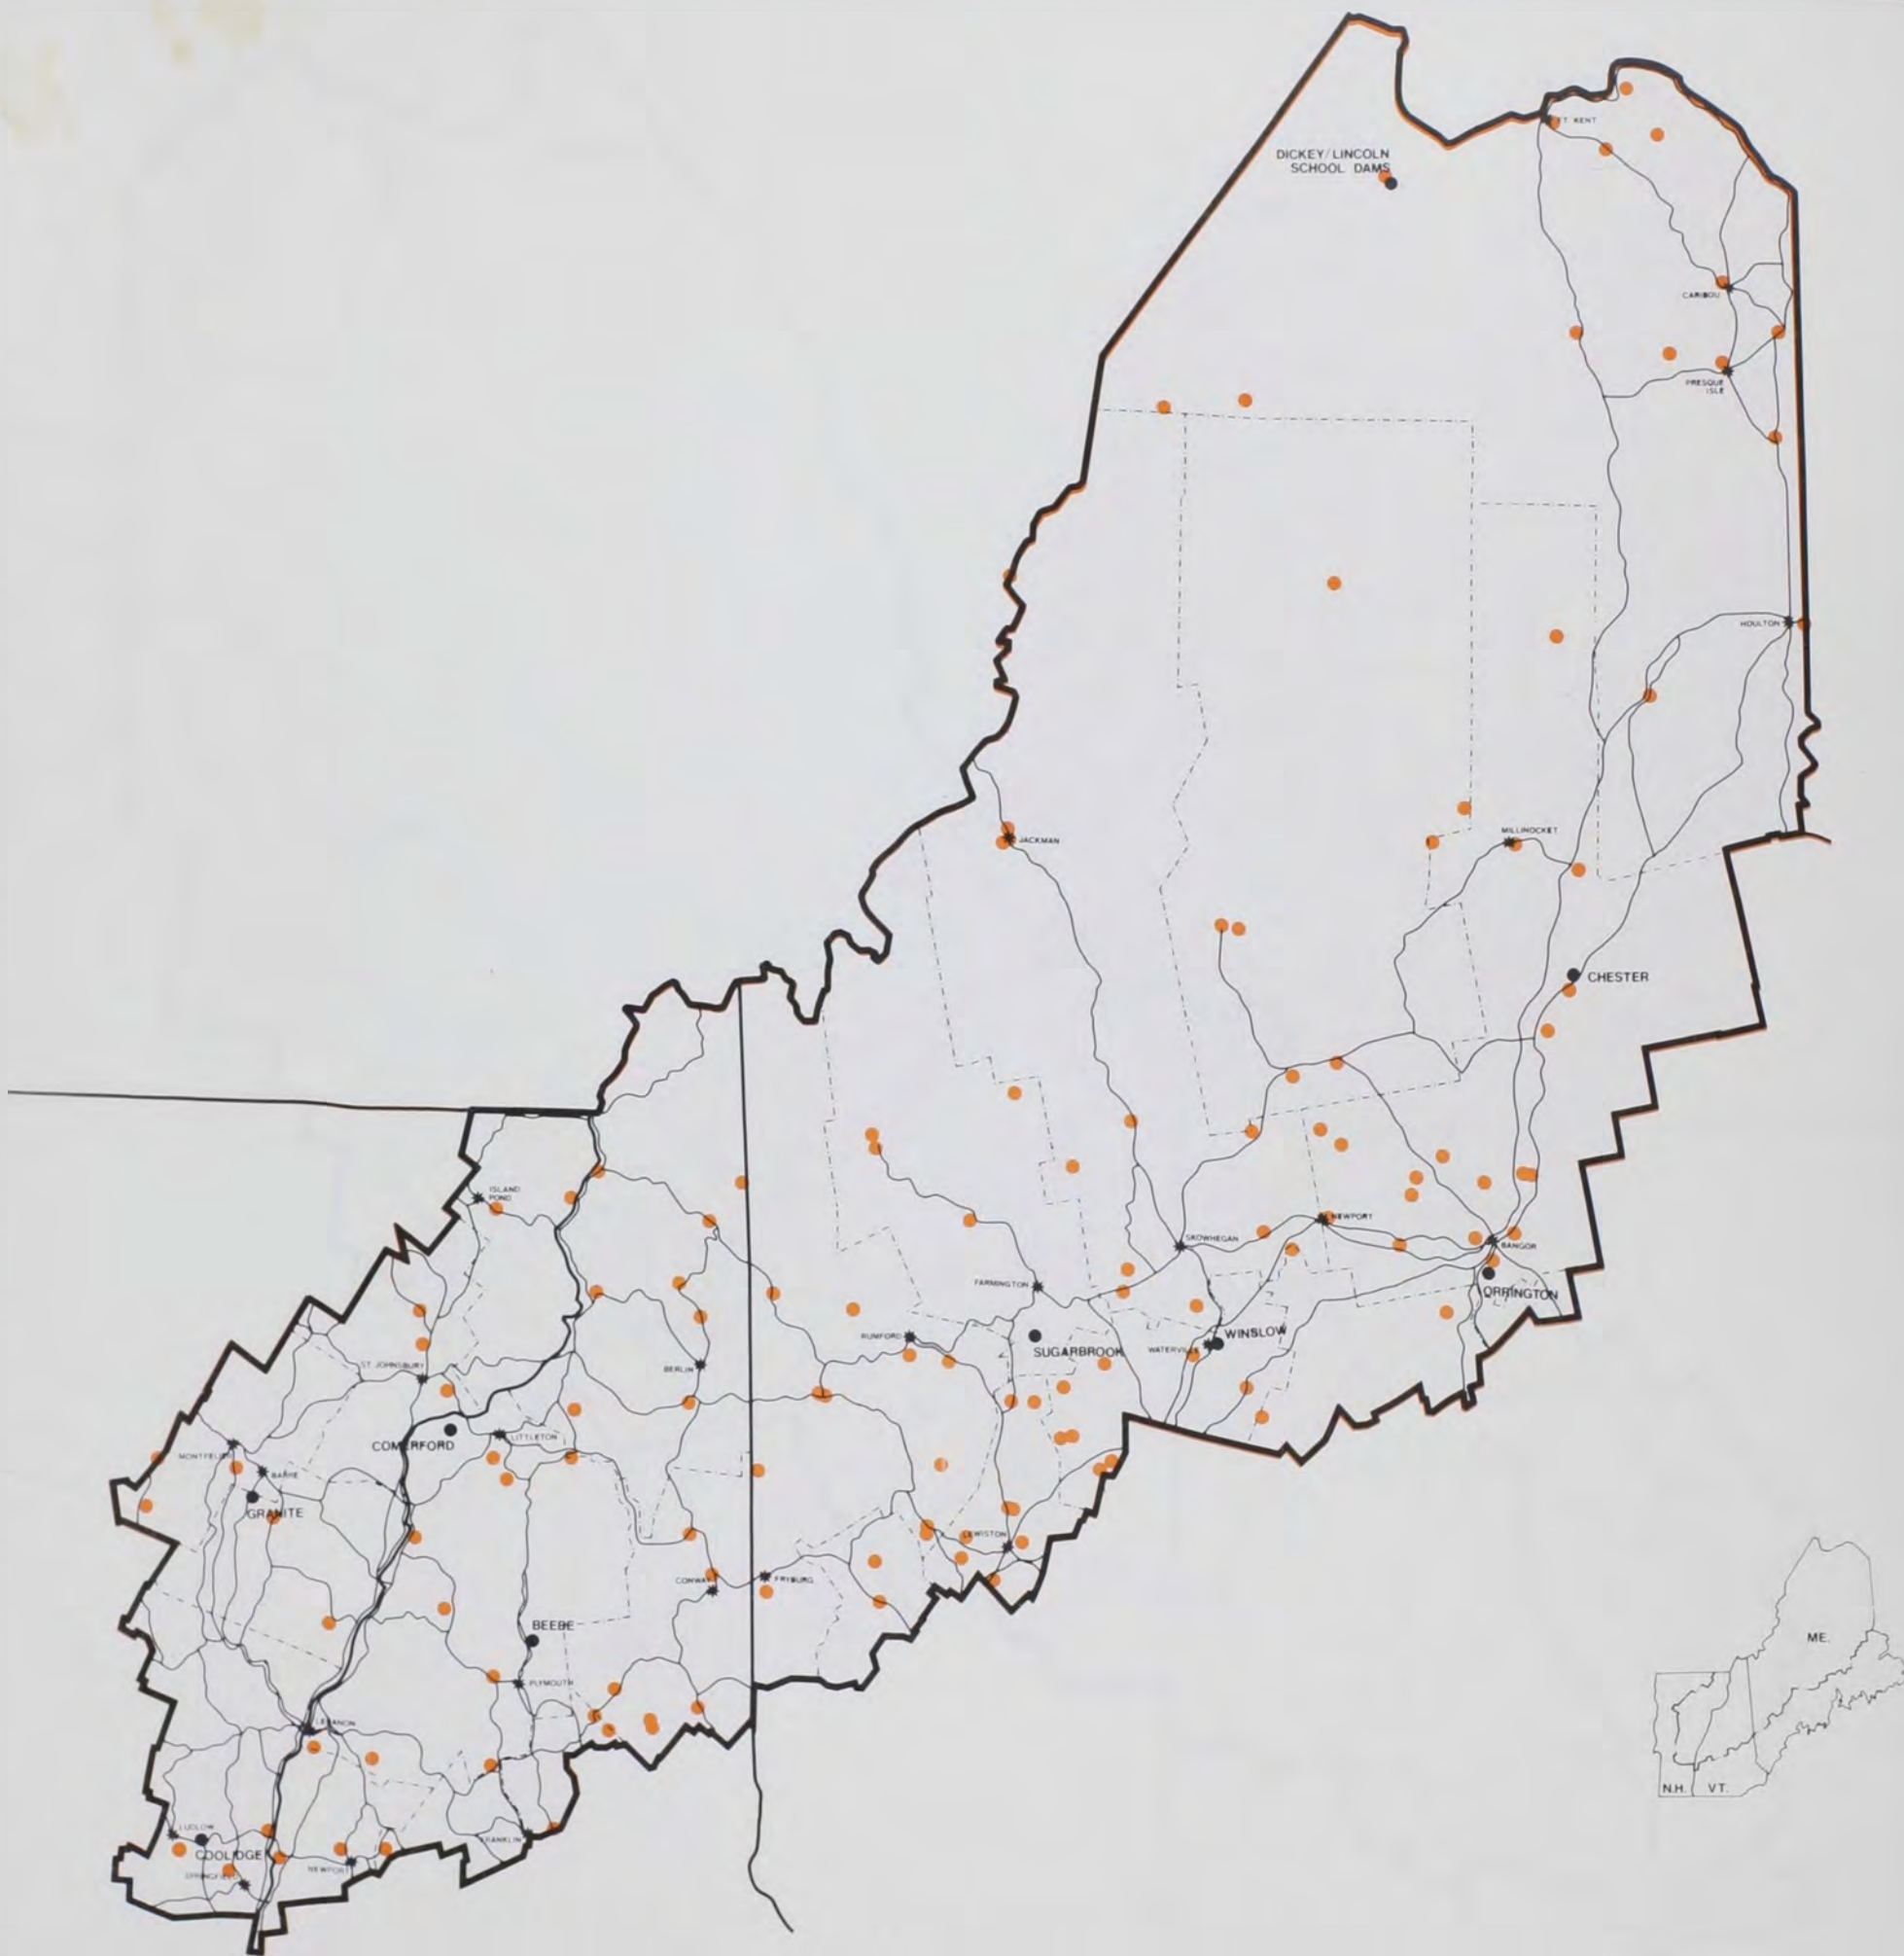 FT KENT
DICKEY/LINCOLN
SCHOOL DAMS
CARIBOU
PRESQUE
ISLE
HOULTON
JACKMAN
MILLINOCKET
CHESTER
ISLAND
POND
NEWPORT
SKOWHEGAN
BANGOR
FARMINGTON
ORRINGTON
RUMFORD
WINSLOW
SUGARBROOK
WATERVILLE
ST JOHNSBURY
BERLIN
COMERFORD
LITTLETON
MONTPELIER
BARRE
GRANITE
LEWISTON
CONWAY
FRYBURG
BEEBE
ME.
PLYMOUTH
LEBANON
N.H.
VT.
LUDLOW
COOLIDGE
FRANKLIN
NEWPORT
SPRINGFIELD